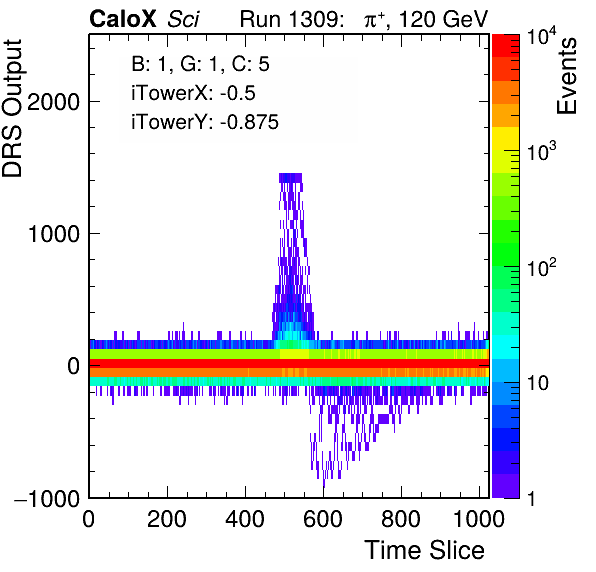 CaloX Sci Run 1309: π⁺, 120 GeV
B: 1, G: 1, C: 5
iTowerX: -0.5
iTowerY: -0.875
DRS Output
2000
1000
0
−1000
0 200 400 600 800 1000
Time Slice
10⁴
10³
10²
10
1
Events